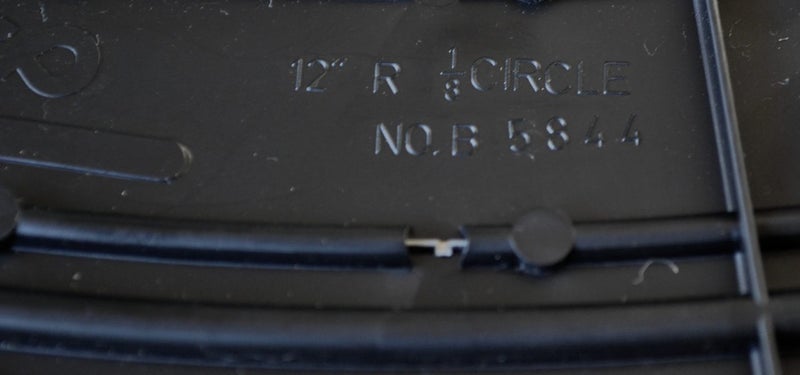 12" R 1/8 CIRCLE
NO. B 5844